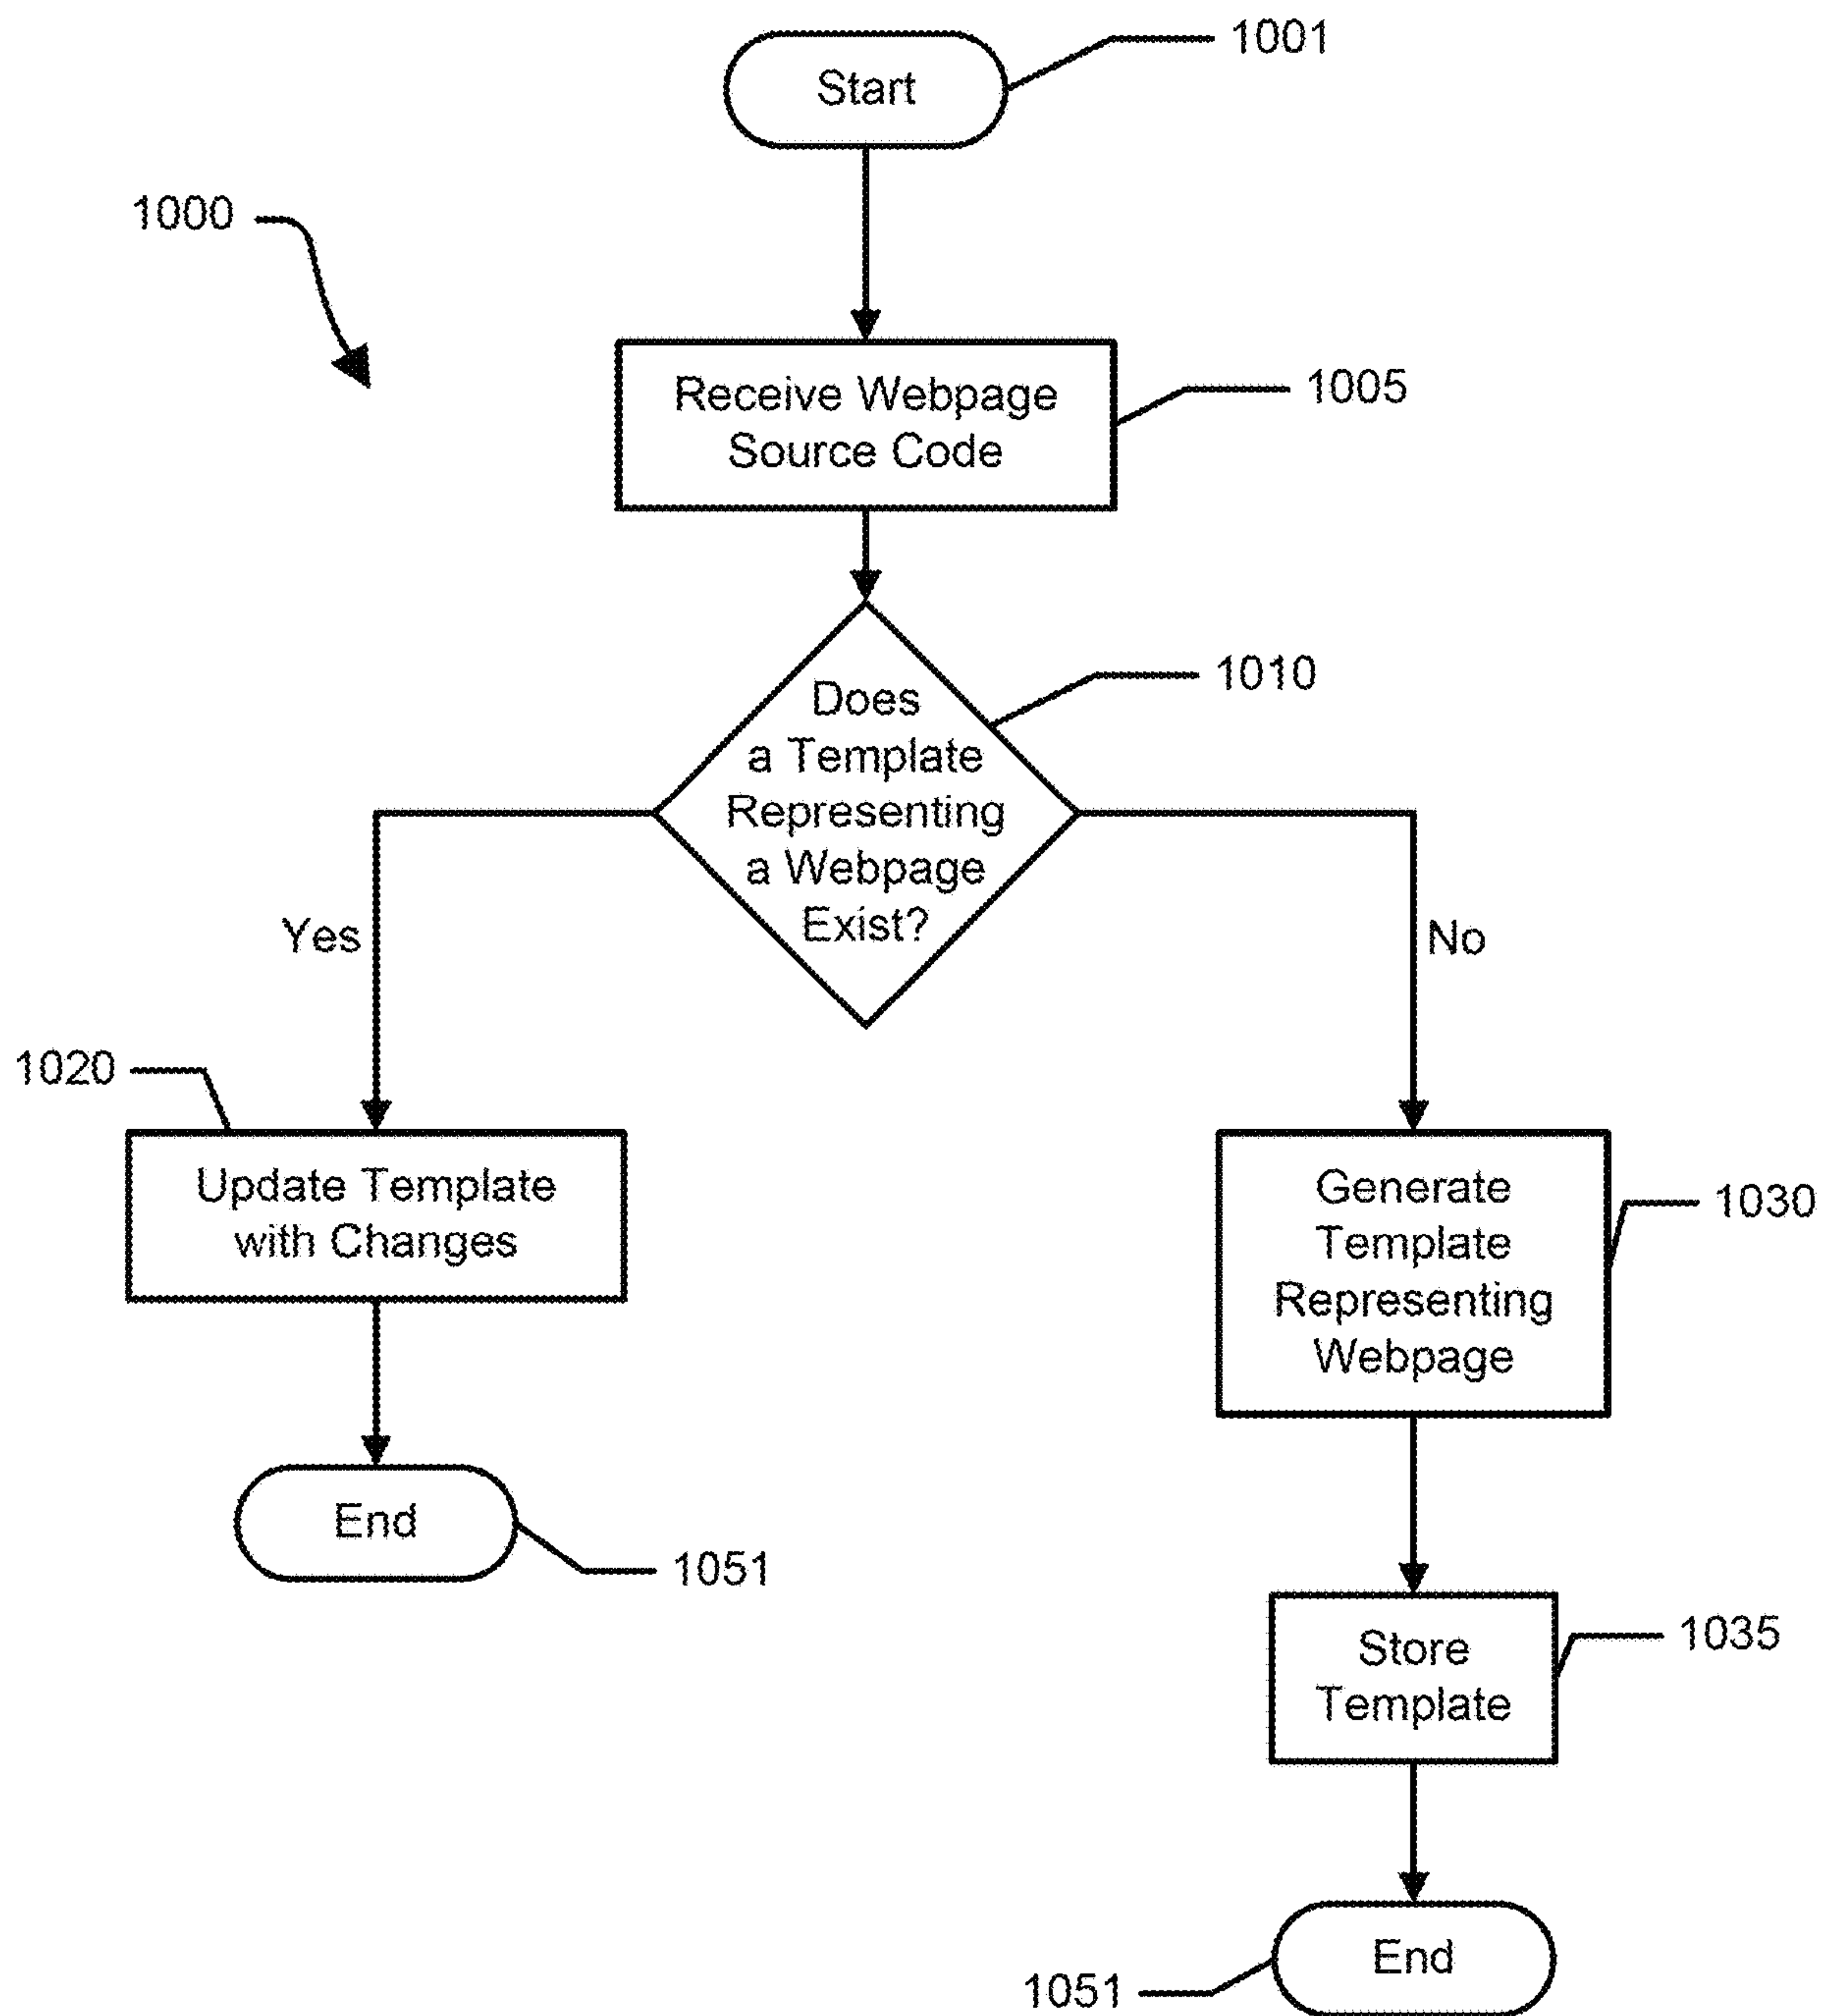 Start
1001
1000
Receive Webpage
Source Code
1005
Does
a Template
Representing
a Webpage
Exist?
1010
Yes
No
1020
Update Template
with Changes
Generate
Template
Representing
Webpage
1030
End
1051
Store
Template
1035
End
1051